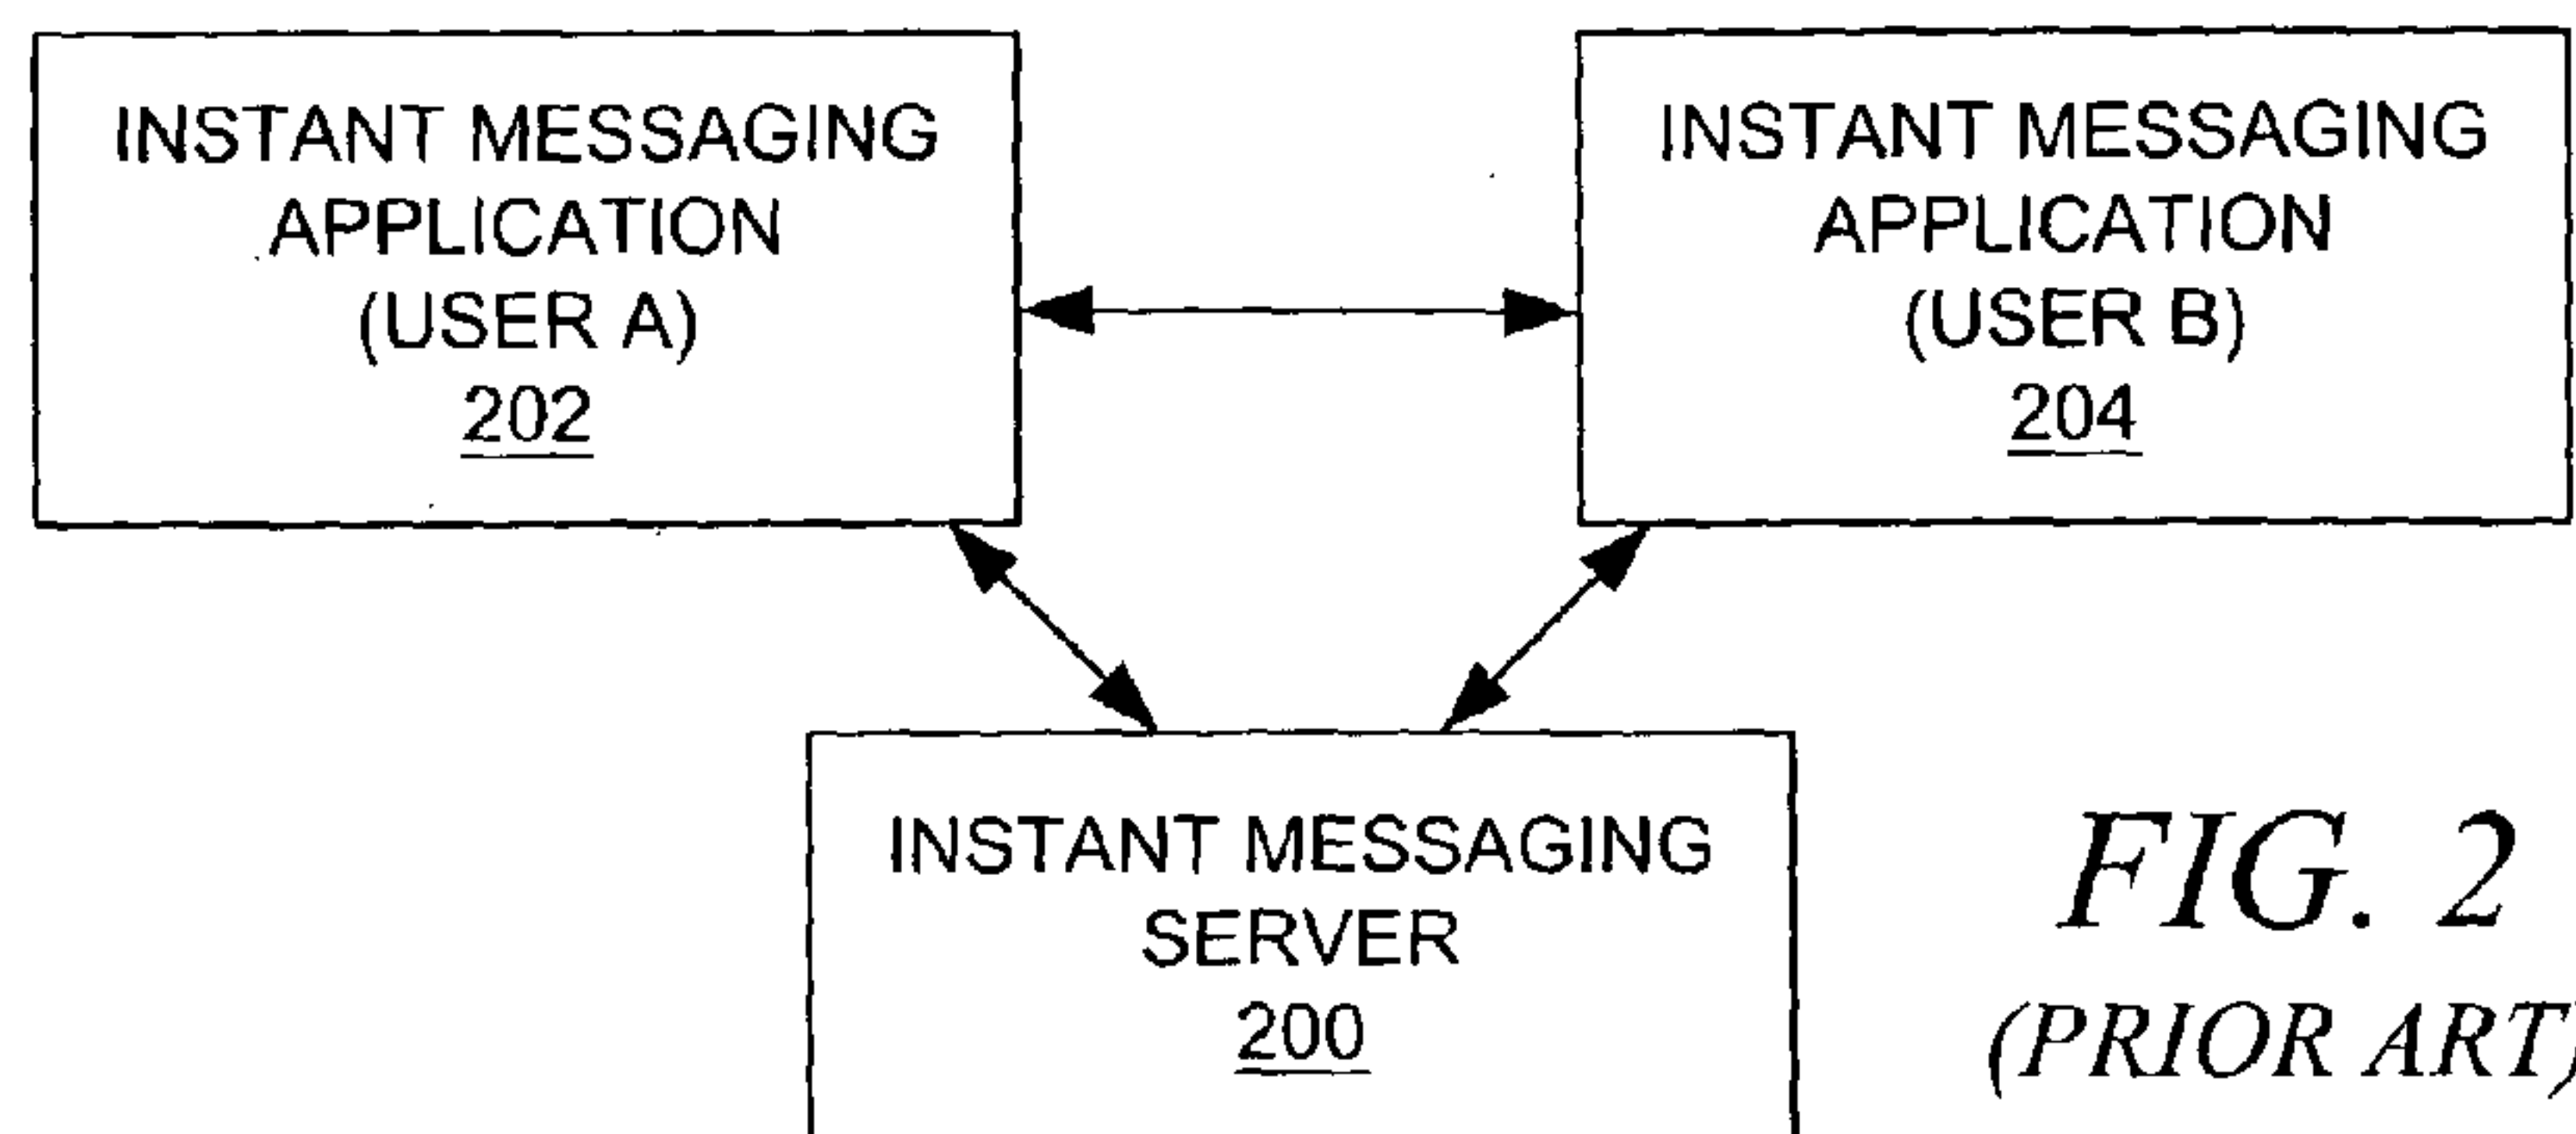 INSTANT MESSAGING
APPLICATION
(USER A)
202
INSTANT MESSAGING
APPLICATION
(USER B)
204
INSTANT MESSAGING
SERVER
200
FIG. 2
(PRIOR ART)